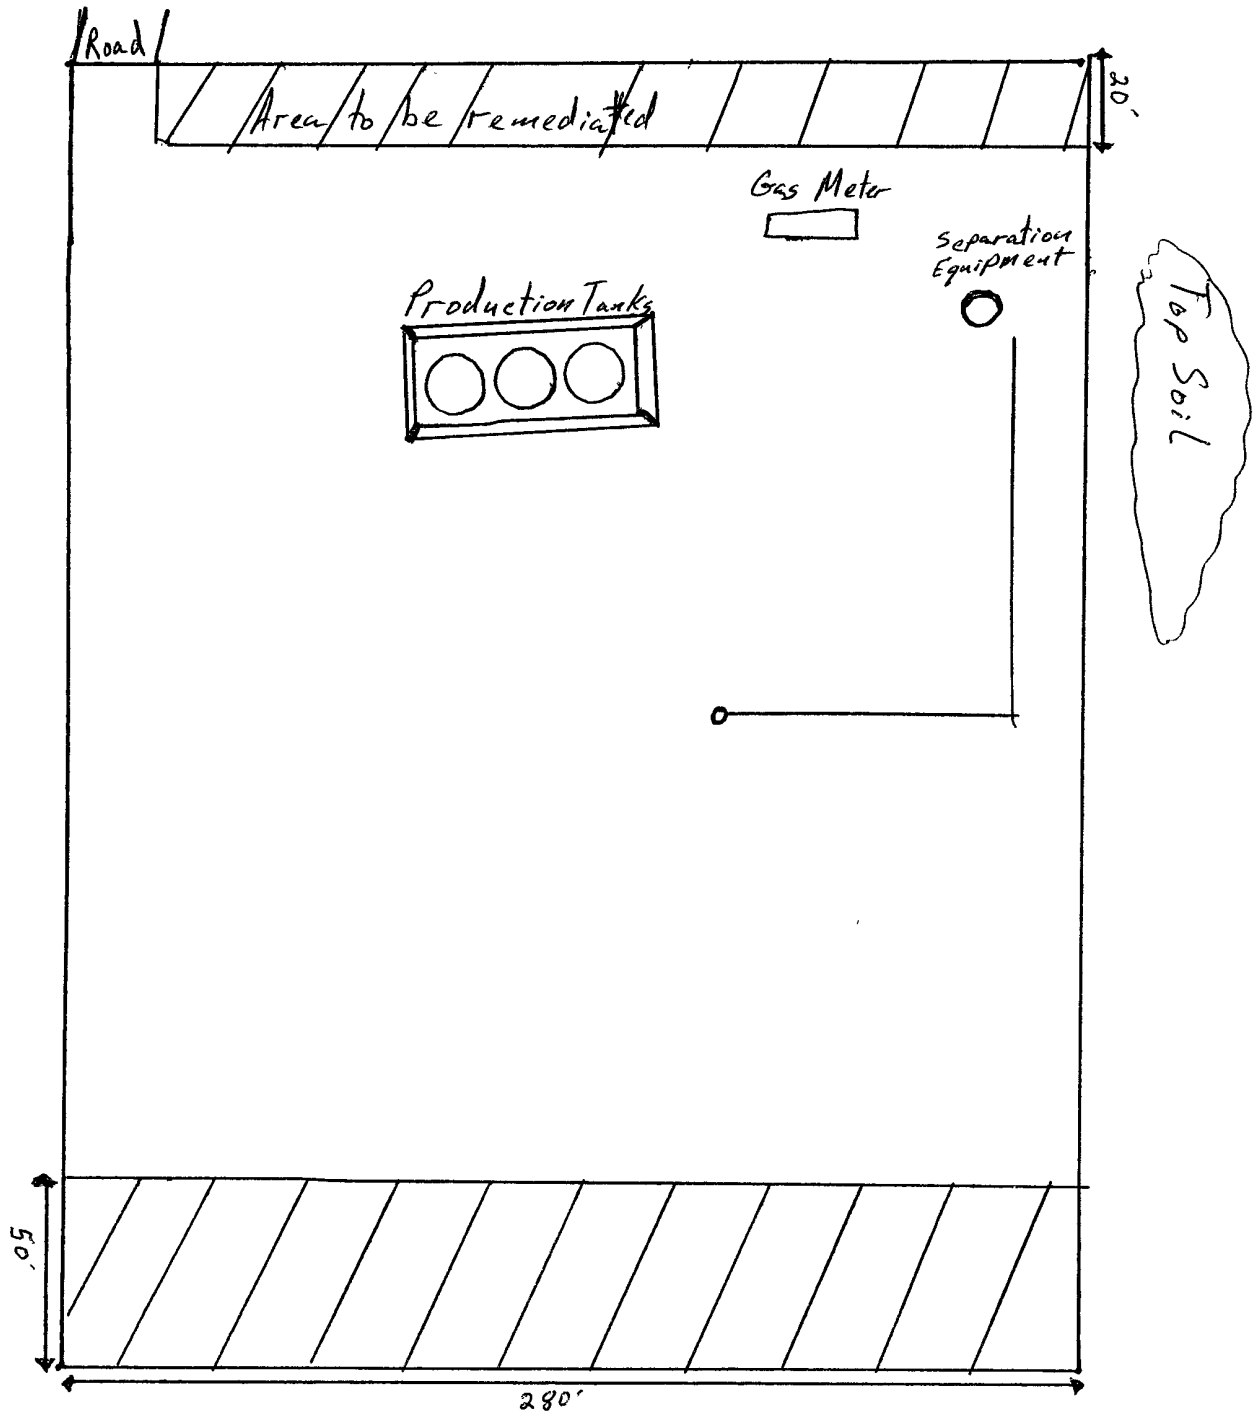 Road
Area to be remediated
20'
Gas Meter
Separation
Equipment
Production Tanks
Top Soil
50'
280'